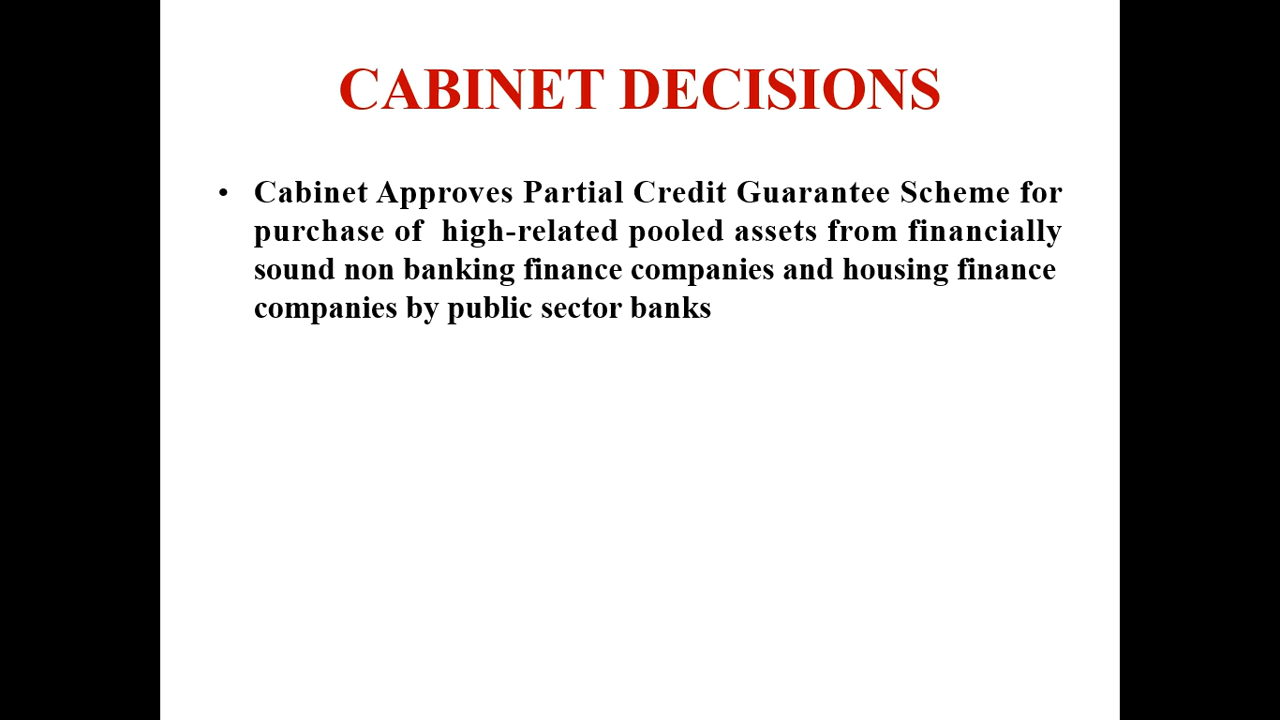 CABINET DECISIONS
• Cabinet Approves Partial Credit Guarantee Scheme for
purchase of  high-related pooled assets from financially
sound non banking finance companies and housing finance
companies by public sector banks